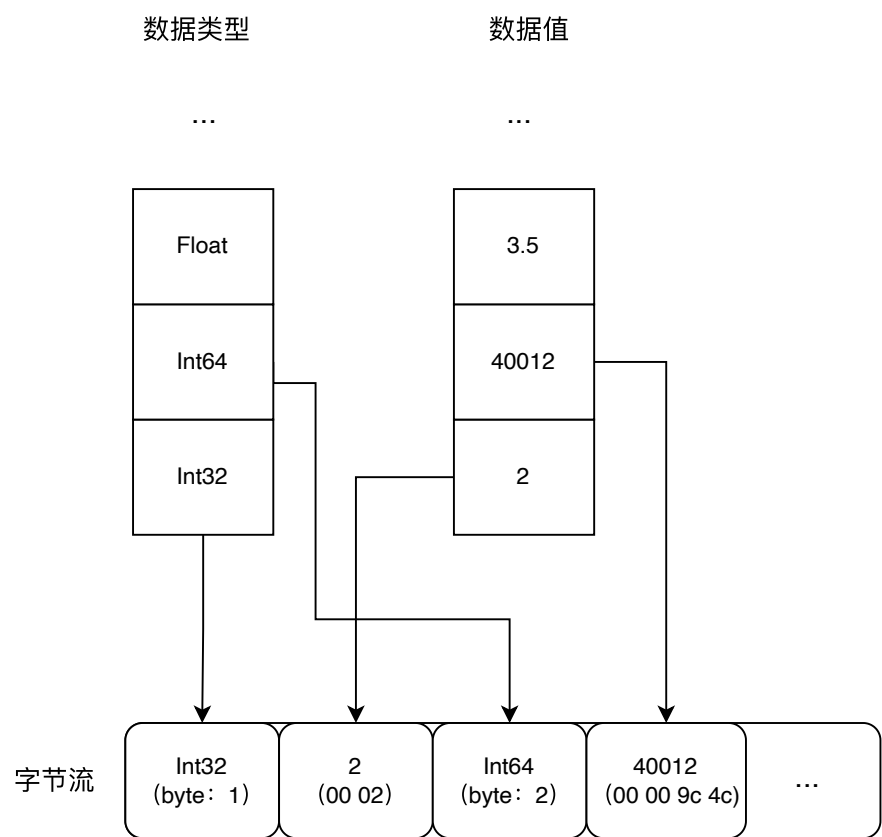 数据类型
数据值
...
...
Float
3.5
Int64
40012
Int32
2
字节流
Int32
(byte：1)
2
(00 02)
Int64
(byte：2)
40012
(00 00 9c 4c)
...